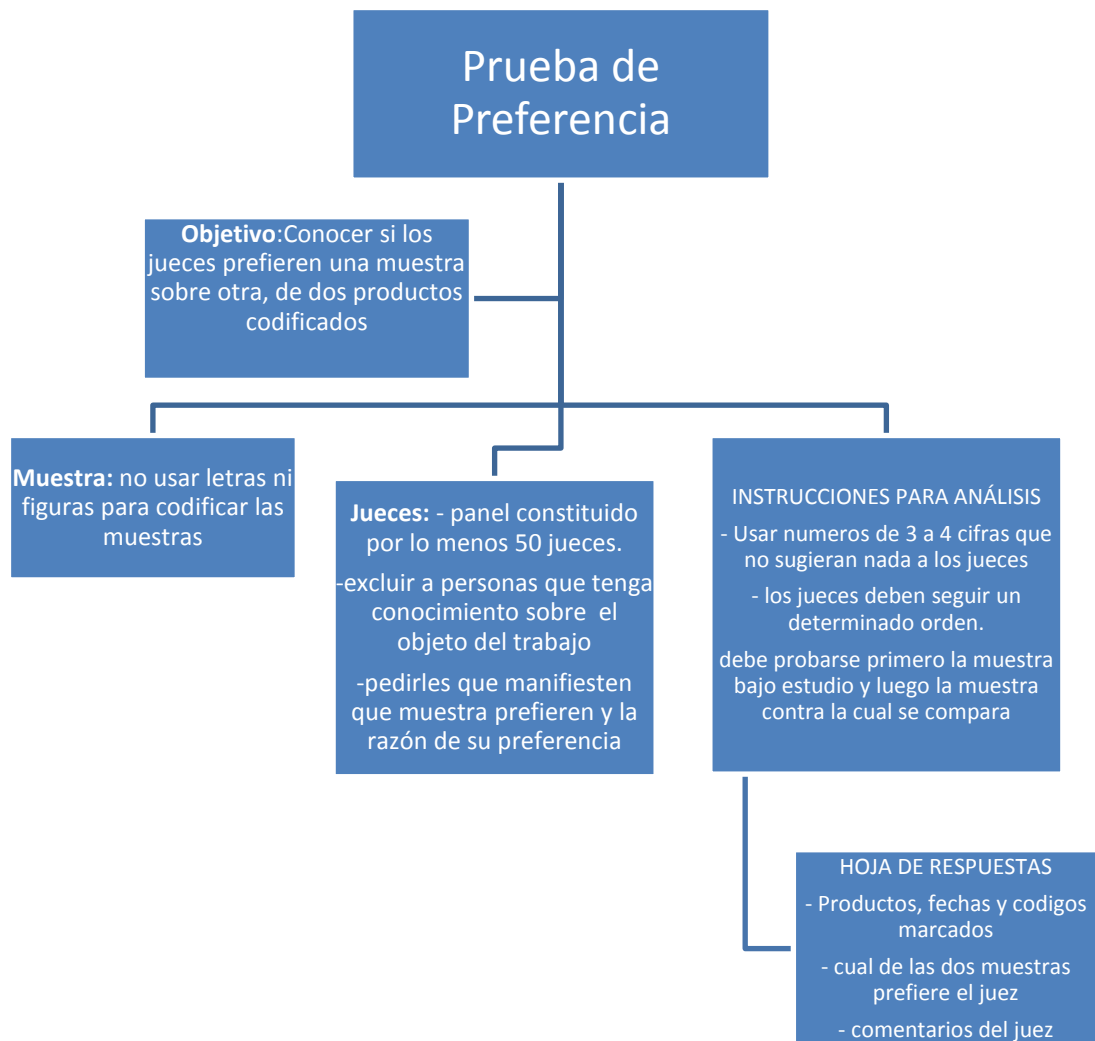 Prueba de
Preferencia
Objetivo:Conocer si los
jueces prefieren una muestra
sobre otra, de dos productos
codificados
Muestra: no usar letras ni
figuras para codificar las
muestras
Jueces: - panel constituido
por lo menos 50 jueces.
-excluir a personas que tenga
conocimiento sobre el
objeto del trabajo
-pedirles que manifiesten
que muestra prefieren y la
razón de su preferencia
INSTRUCCIONES PARA ANÁLISIS
- Usar numeros de 3 a 4 cifras que
no sugieran nada a los jueces
- los jueces deben seguir un
determinado orden.
debe probarse primero la muestra
bajo estudio y luego la muestra
contra la cual se compara
HOJA DE RESPUESTAS
- Productos, fechas y codigos
marcados
- cual de las dos muestras
prefiere el juez
- comentarios del juez